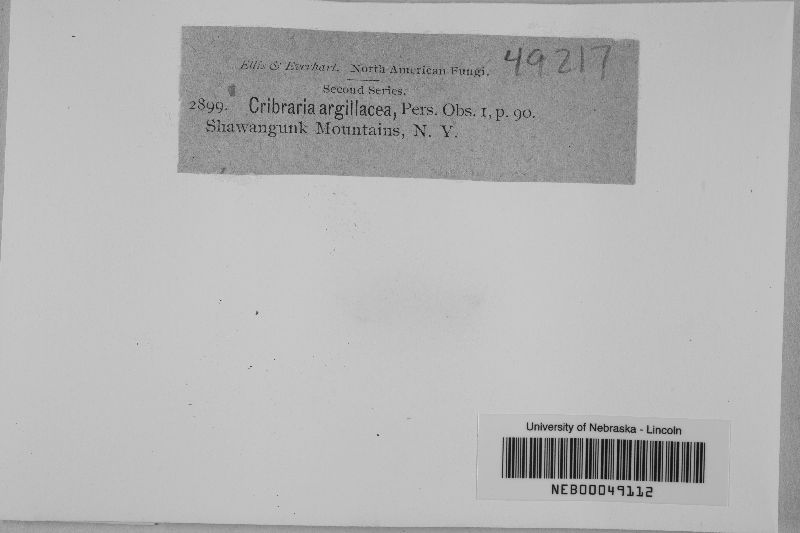 49217
Ellis & Everhart. North American Fungi.
Second Series.
2899. Cribraria argillacea, Pers. Obs. 1, p. 90.
Shawangunk Mountains, N. Y.
University of Nebraska - Lincoln
NEB00049112